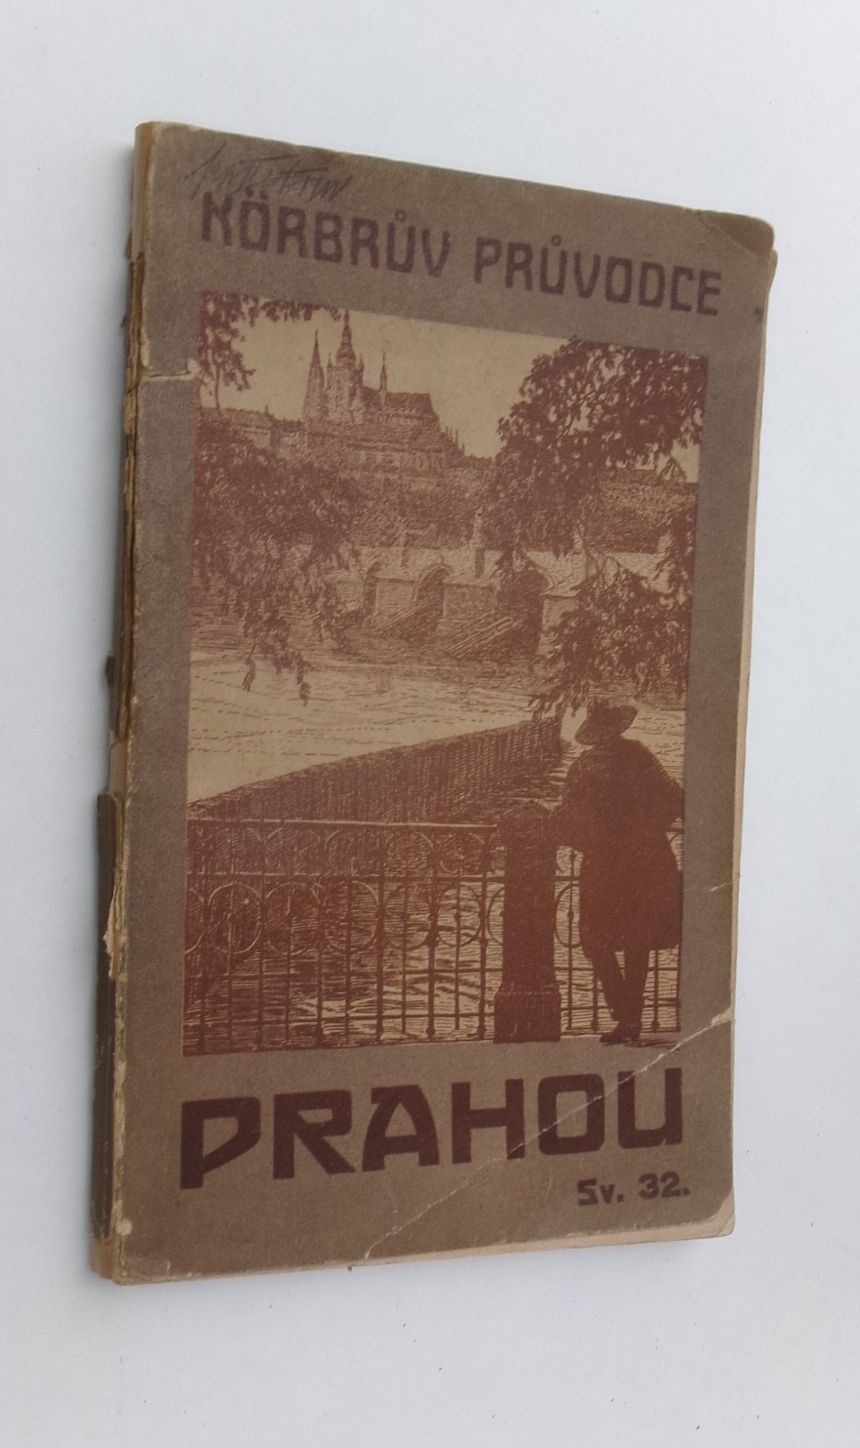 KÖRBRŮV PRŮVODCE
PRAHOU
Sv. 32.